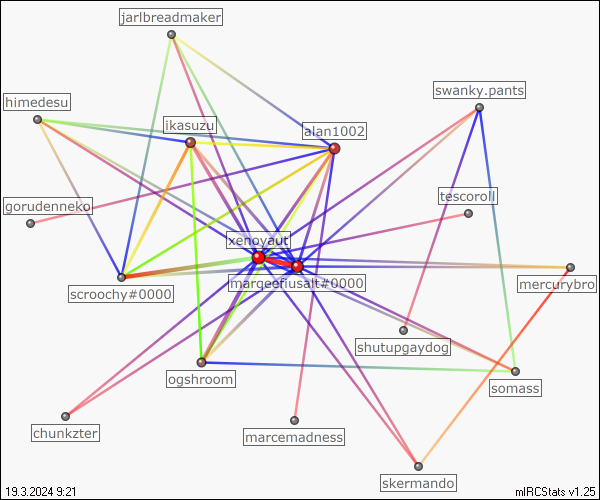 jarlbreadmaker
swanky.pants
himedesu
ikasuzu
alan1002
tescoroll
gorudenneko
xenoyaut
marqeefiusalt#0000
scroochy#0000
mercurybro
shutupgaydog
ogshroom
somass
chunkzter
marcemadness
skermando
19.3.2024 9:21
mIRCStats v1.25